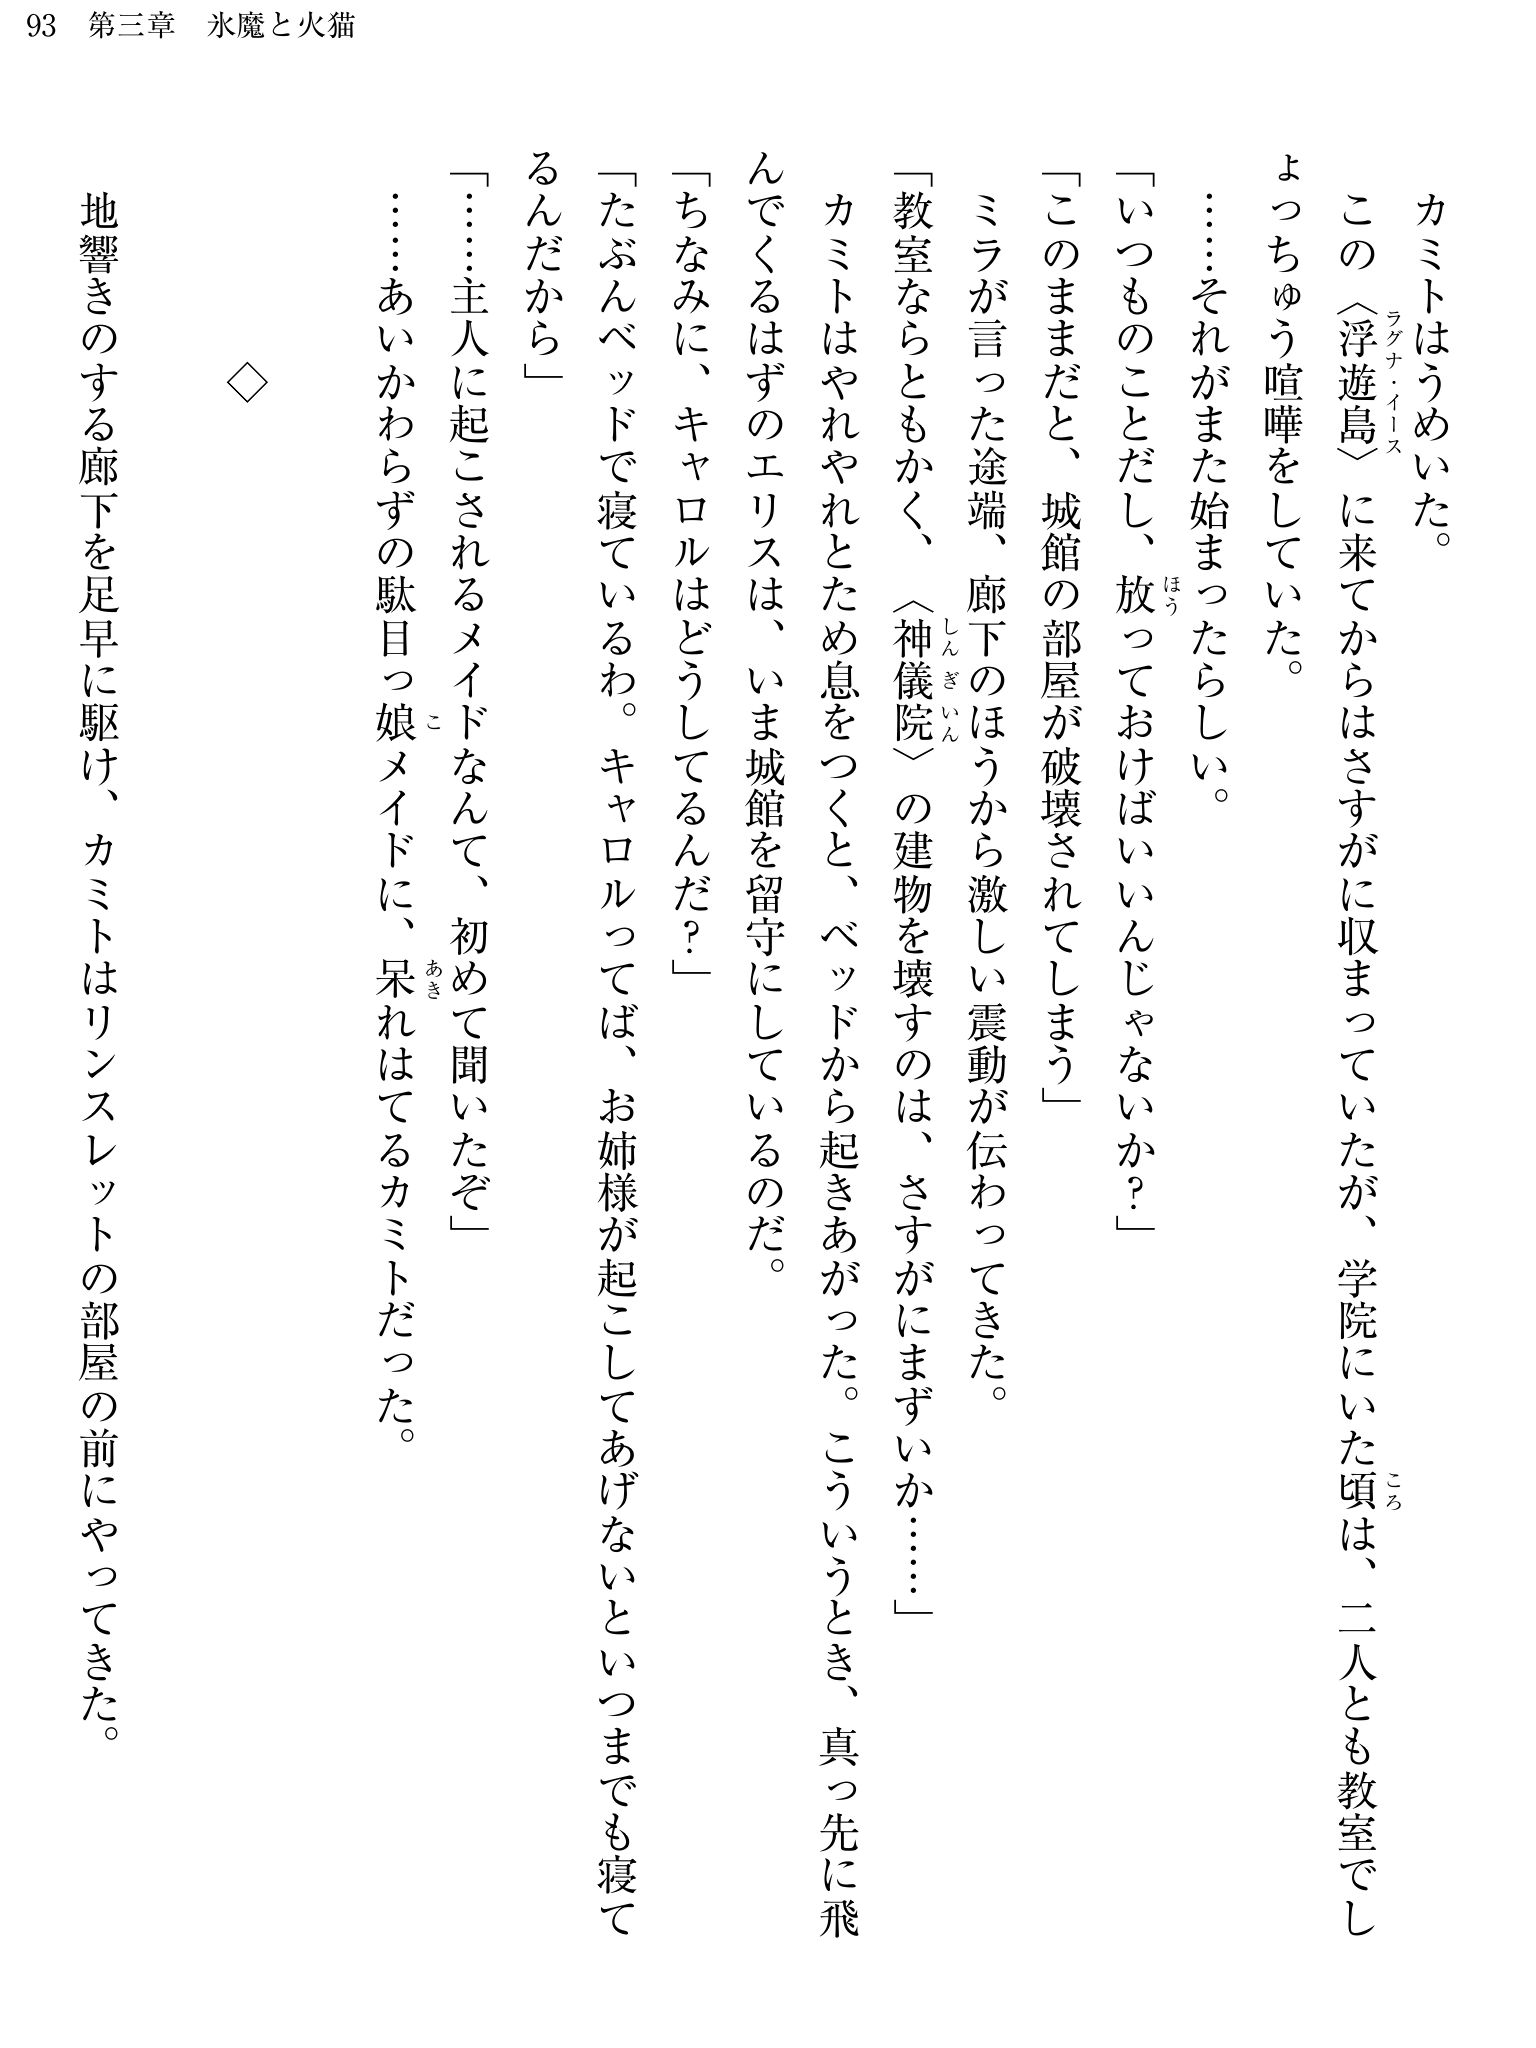 93　第三章　氷魔と火猫
　カミトはうめいた。
　この〈浮遊島〉に来てからはさすがに収まっていたが、学院にいた頃は、二人とも教室でし
ラグナ・イース
ころ
ょっちゅう喧嘩をしていた。
　……それがまた始まったらしい。
「いつものことだし、放っておけばいいんじゃないか？」
ほう
「このままだと、城館の部屋が破壊されてしまう」
　ミラが言った途端、廊下のほうから激しい震動が伝わってきた。
「教室ならともかく、〈神儀院〉の建物を壊すのは、さすがにまずいか……」
しんぎいん
　カミトはやれやれとため息をつくと、ベッドから起きあがった。こういうとき、真っ先に飛
んでくるはずのエリスは、いま城館を留守にしているのだ。
「ちなみに、キャロルはどうしてるんだ？」
「たぶんベッドで寝ているわ。キャロルってば、お姉様が起こしてあげないといつまでも寝て
るんだから」
「……主人に起こされるメイドなんて、初めて聞いたぞ」
　……あいかわらずの駄目っ娘メイドに、呆れはてるカミトだった。
こ
あき
◇
　地響きのする廊下を足早に駆け、カミトはリンスレットの部屋の前にやってきた。